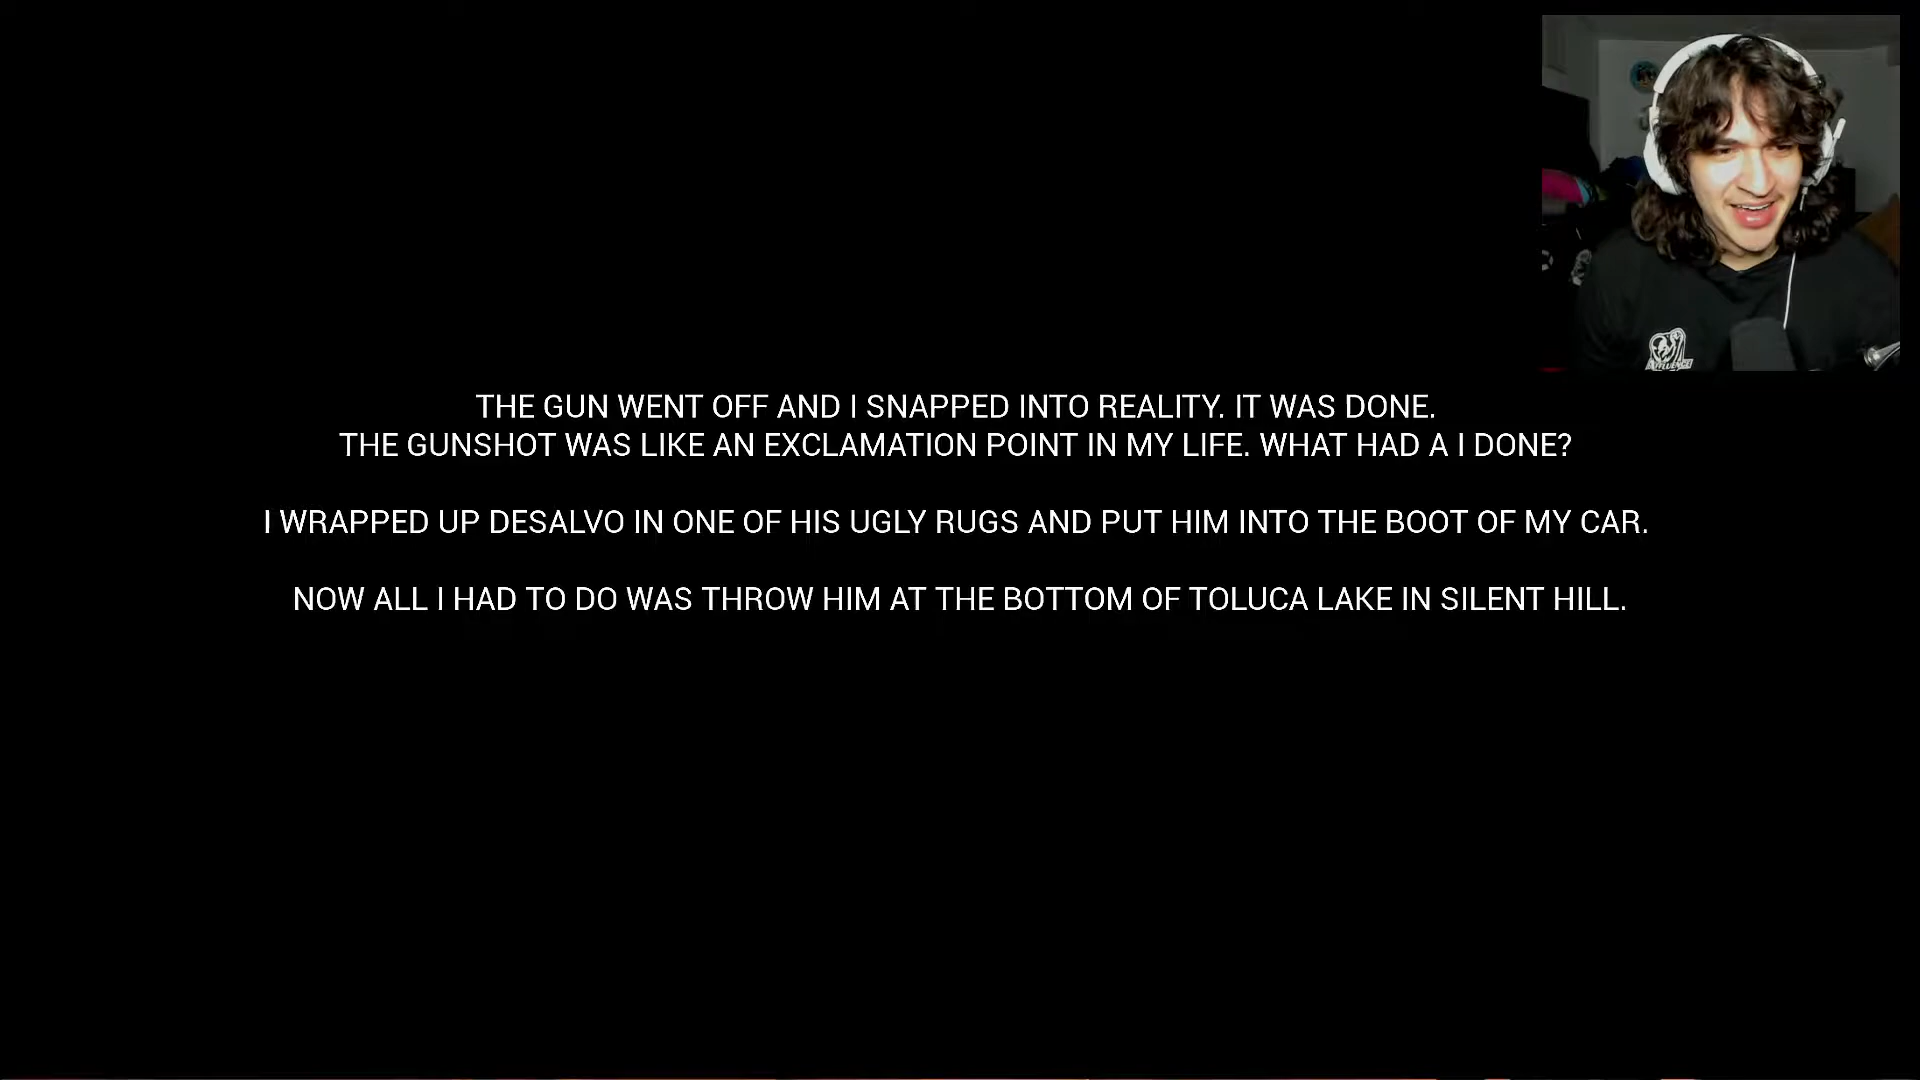 THE GUN WENT OFF AND I SNAPPED INTO REALITY. IT WAS DONE.
THE GUNSHOT WAS LIKE AN EXCLAMATION POINT IN MY LIFE. WHAT HAD A I DONE?
I WRAPPED UP DESALVO IN ONE OF HIS UGLY RUGS AND PUT HIM INTO THE BOOT OF MY CAR.
NOW ALL I HAD TO DO WAS THROW HIM AT THE BOTTOM OF TOLUCA LAKE IN SILENT HILL.